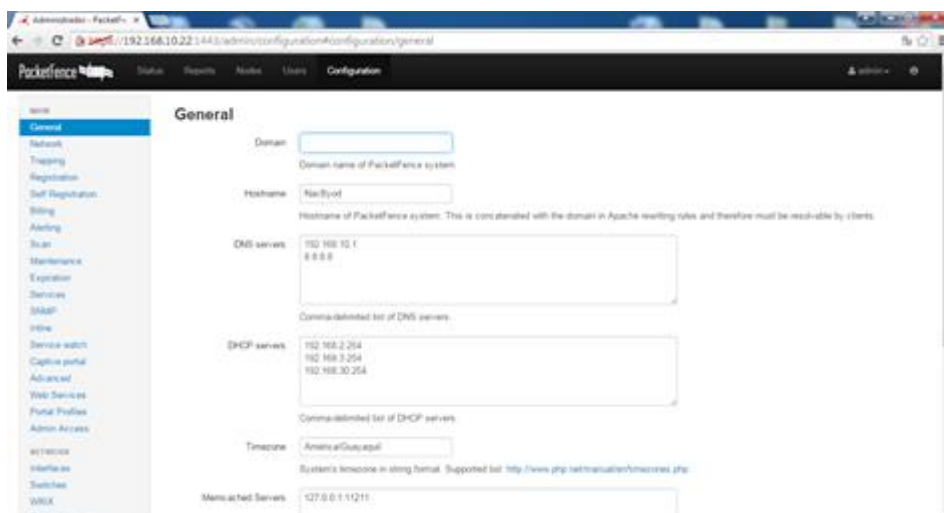 Administrador - PacketFe
https://192.168.10.22:1443/admin/configuration#configuration/general
PacketFence
Status Reports Nodes Users Configuration admin
MAIN
General
Network
Trapping
Registration
Self Registration
Billing
Alerting
Scan
Maintenance
Expiration
Services
SNMP
Inline
Service watch
Captive portal
Advanced
Web Services
Portal Profiles
Admin Access
NETWORK
Interfaces
Switches
WRIX
General
Domain
Domain name of PacketFence system.
Hostname NacByod
Hostname of PacketFence system. This is concatenated with the domain in Apache rewriting rules and therefore must be resolvable by clients.
DNS servers 192.168.10.1
8.8.8.8
Comma-delimited list of DNS servers.
DHCP servers 192.168.2.254
192.168.3.254
192.168.30.254
Comma-delimited list of DHCP servers.
Timezone America/Guayaquil
System's timezone in string format. Supported list: http://www.php.net/manual/en/timezones.php
Memcached Servers 127.0.0.1:11211